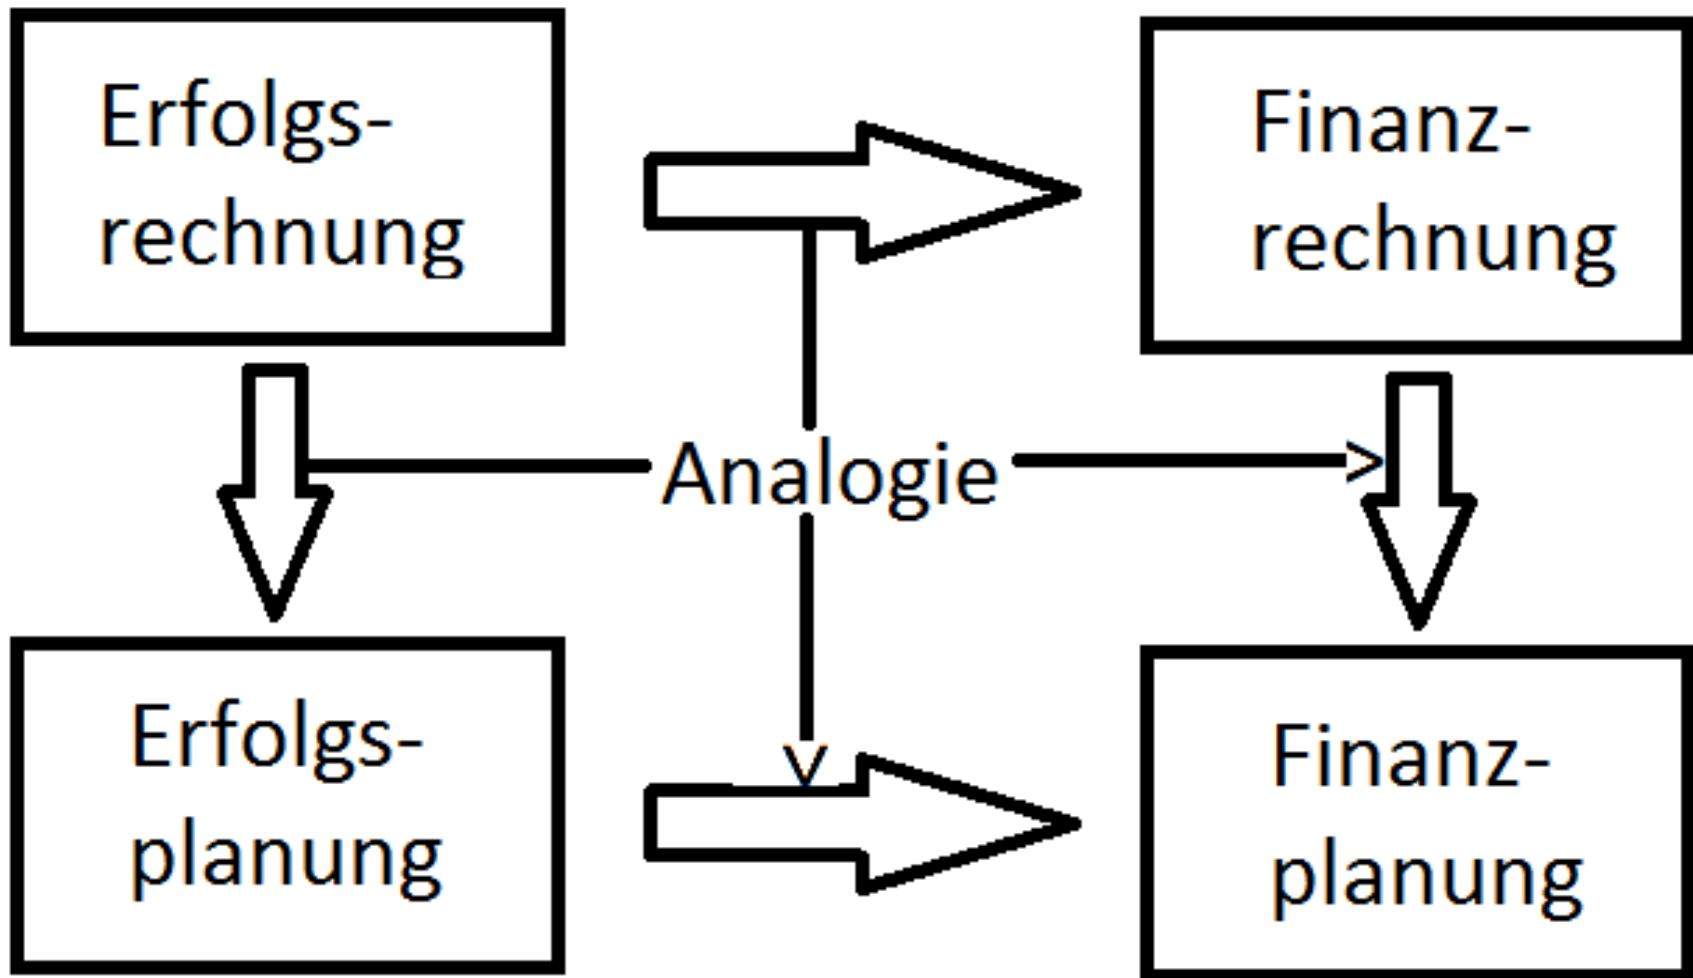 Erfolgs-
rechnung
Finanz-
rechnung
Analogie
Erfolgs-
planung
Finanz-
planung